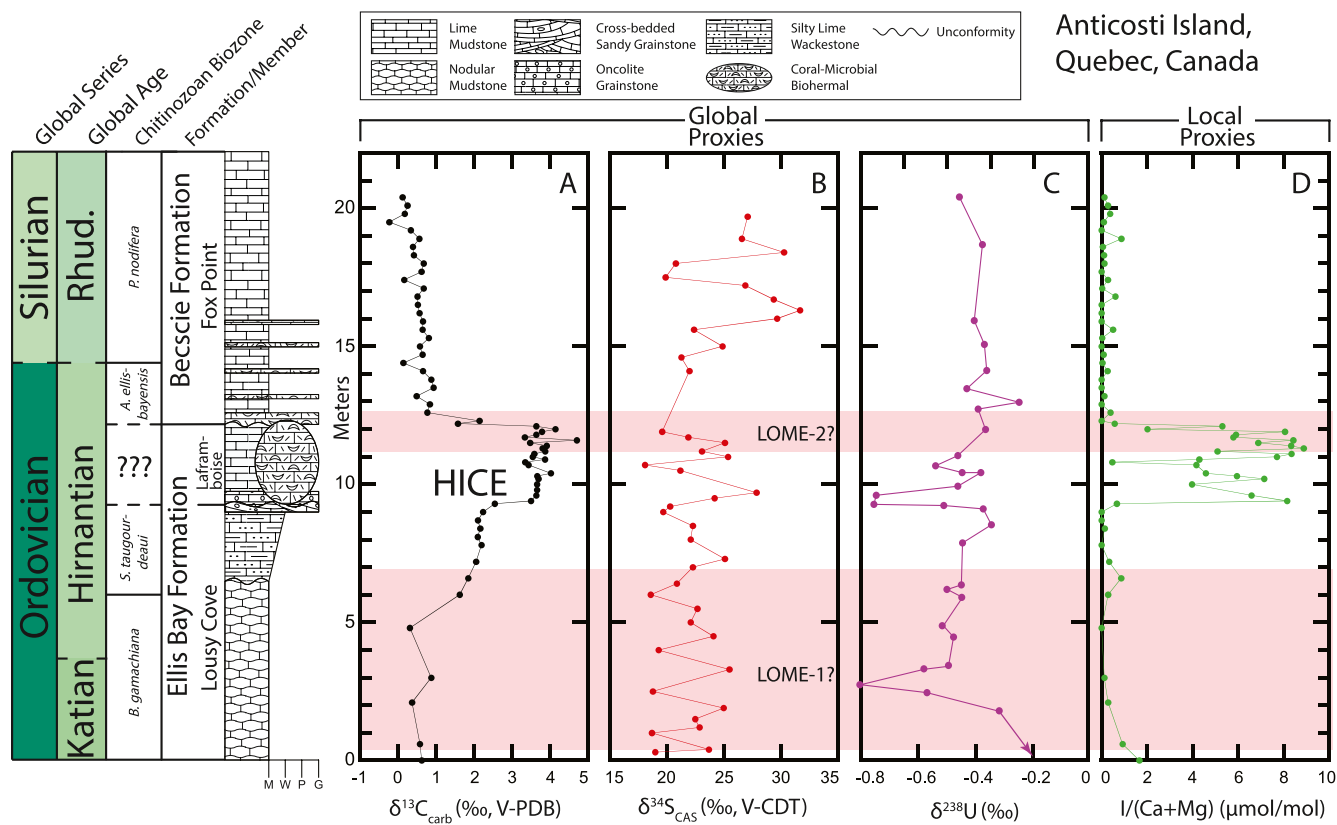 Lime
Mudstone
Cross-bedded
Sandy Grainstone
Silty Lime
Wackestone
Unconformity
Nodular
Mudstone
Oncolite
Grainstone
Coral-Microbial
Biohermal
Anticosti Island,
Quebec, Canada
Global Series
Global Age
Chitinozoan Biozone
Formation/Member
Global
Proxies
Local
Proxies
Silurian
Ordovician
Rhud.
Hirnantian
Katian
P. nodifera
A. ellis-
bayensis
???
S. taugour-
deaui
B. gamachiana
Becscie Formation
Fox Point
Ellis Bay Formation
Lafram-
boise
Lousy Cove
M W P G
A
B
C
D
20
15
10
5
0
Meters
HICE
LOME-2?
LOME-1?
-1 0 1 2 3 4 5
15 20 25 30 35
-0.8 -0.6 -0.4 -0.2 0
0 2 4 6 8 10
δ¹³Ccarb (‰, V-PDB)
δ³⁴SCAS (‰, V-CDT)
δ²³⁸U (‰)
I/(Ca+Mg) (μmol/mol)